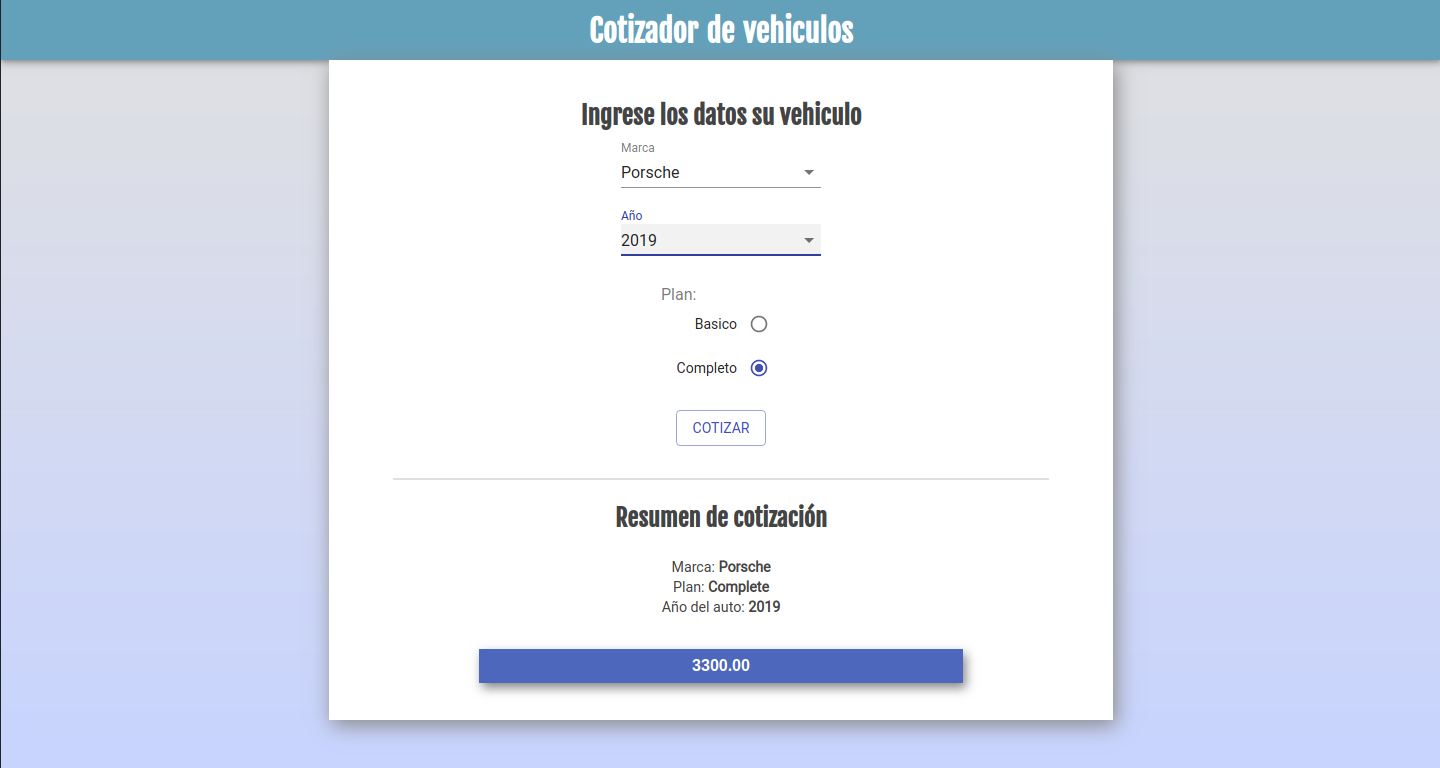 Cotizador de vehiculos
Ingrese los datos su vehiculo
Marca
Porsche
Año
2019
Plan:
Basico
Completo
COTIZAR
Resumen de cotización
Marca: Porsche
Plan: Complete
Año del auto: 2019
3300.00